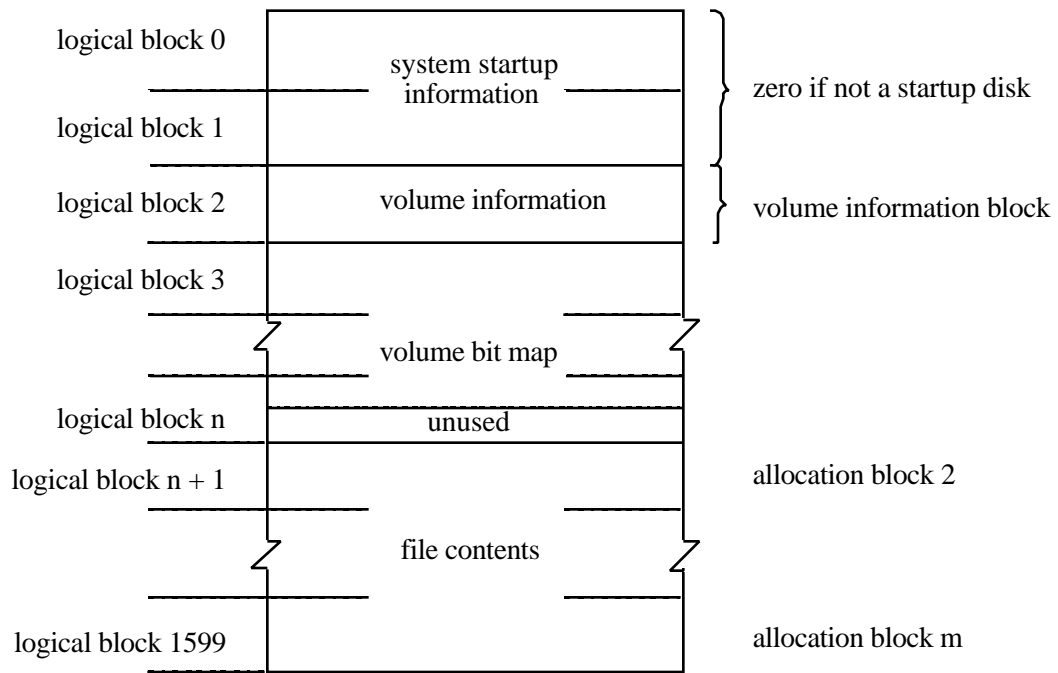 logical block 0
system startup
information
zero if not a startup disk
logical block 1
logical block 2
volume information
volume information block
logical block 3
volume bit map
logical block n
unused
logical block n + 1
allocation block 2
file contents
logical block 1599
allocation block m